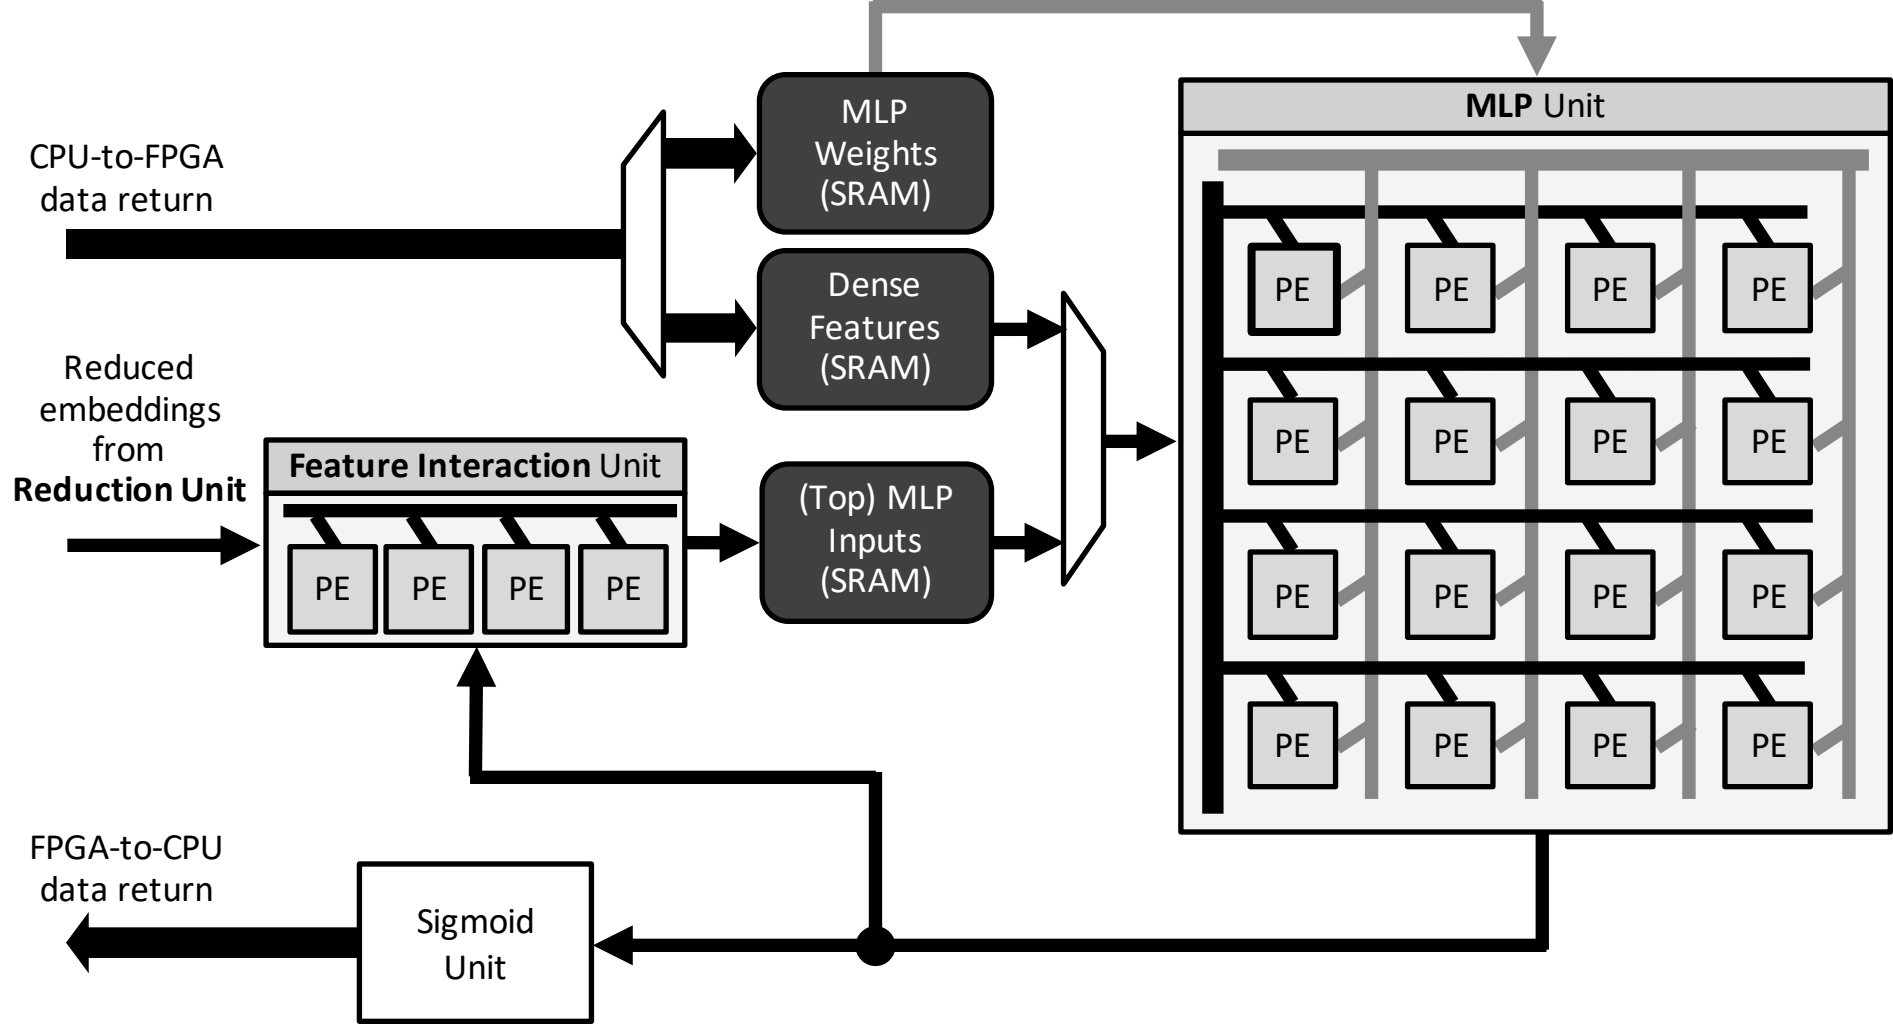 MLP
Weights
(SRAM)
MLP Unit
CPU-to-FPGA
data return
Dense
Features
(SRAM)
PE PE PE PE
Reduced
embeddings
from
Reduction Unit
Feature Interaction Unit
PE PE PE PE
(Top) MLP
Inputs
(SRAM)
PE PE PE PE
PE PE PE PE
PE PE PE PE
FPGA-to-CPU
data return
Sigmoid
Unit